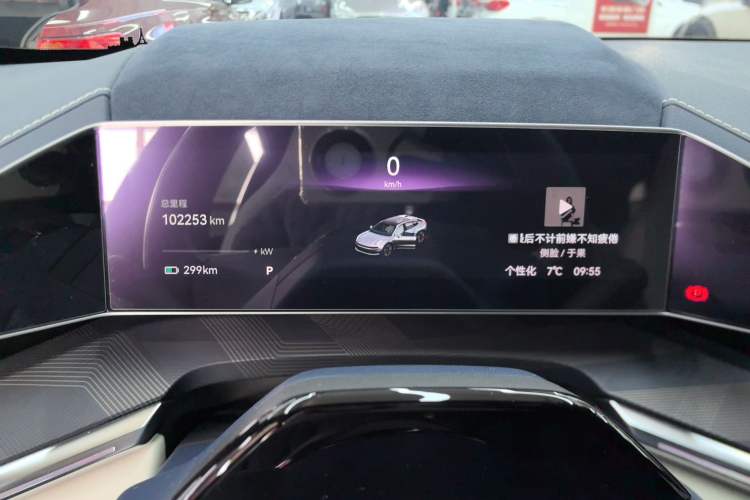 0
km/h
总里程
102253 km
kW
299km
P
后不计前嫌不知疲倦
侧脸 / 于果
个性化 7℃ 09:55